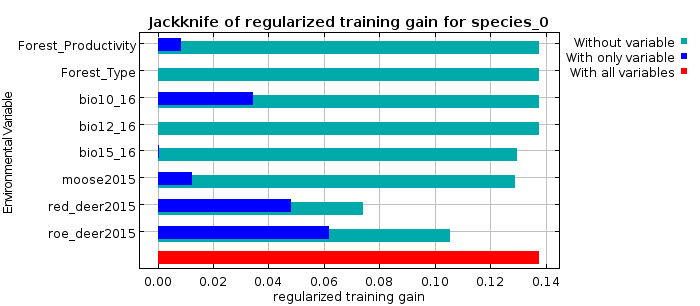 Jackknife of regularized training gain for species_0
Environmental Variable
Forest_Productivity
Forest_Type
bio10_16
bio12_16
bio15_16
moose2015
red_deer2015
roe_deer2015
Without variable
With only variable
With all variables
0.00 0.02 0.04 0.06 0.08 0.10 0.12 0.14
regularized training gain